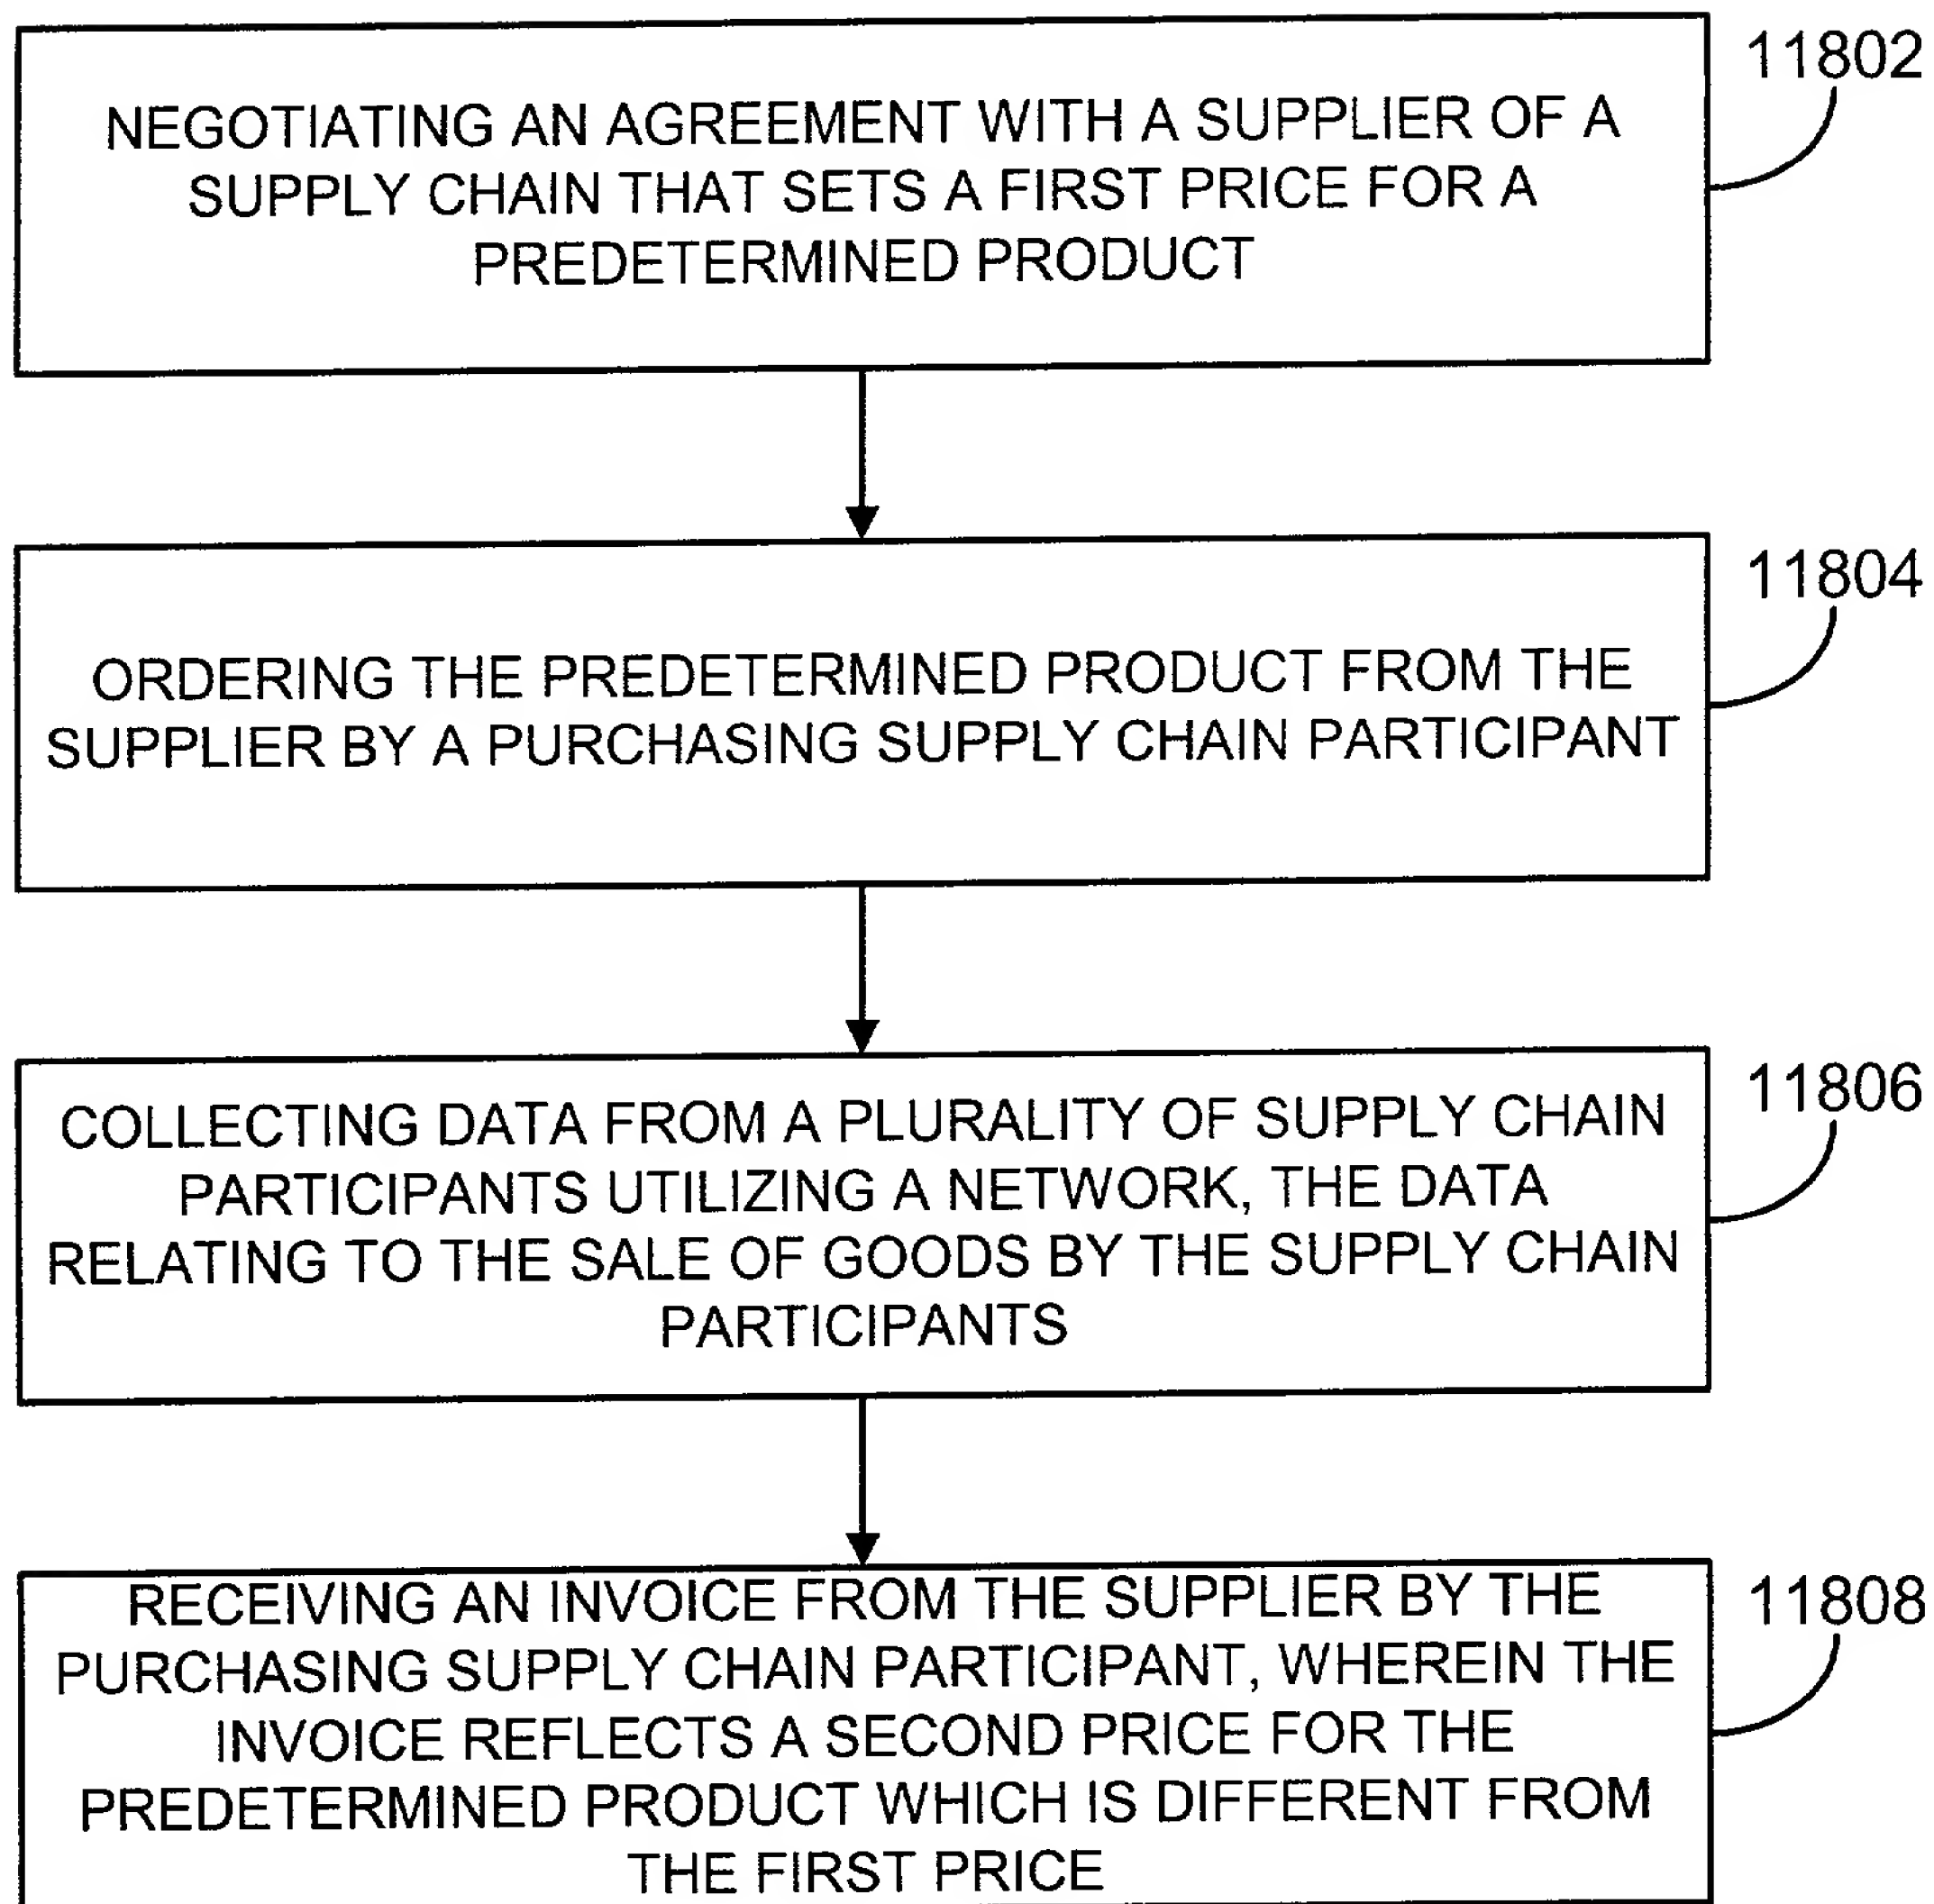 11802
NEGOTIATING AN AGREEMENT WITH A SUPPLIER OF A
SUPPLY CHAIN THAT SETS A FIRST PRICE FOR A
PREDETERMINED PRODUCT
11804
ORDERING THE PREDETERMINED PRODUCT FROM THE
SUPPLIER BY A PURCHASING SUPPLY CHAIN PARTICIPANT
11806
COLLECTING DATA FROM A PLURALITY OF SUPPLY CHAIN
PARTICIPANTS UTILIZING A NETWORK, THE DATA
RELATING TO THE SALE OF GOODS BY THE SUPPLY CHAIN
PARTICIPANTS
11808
RECEIVING AN INVOICE FROM THE SUPPLIER BY THE
PURCHASING SUPPLY CHAIN PARTICIPANT, WHEREIN THE
INVOICE REFLECTS A SECOND PRICE FOR THE
PREDETERMINED PRODUCT WHICH IS DIFFERENT FROM
THE FIRST PRICE